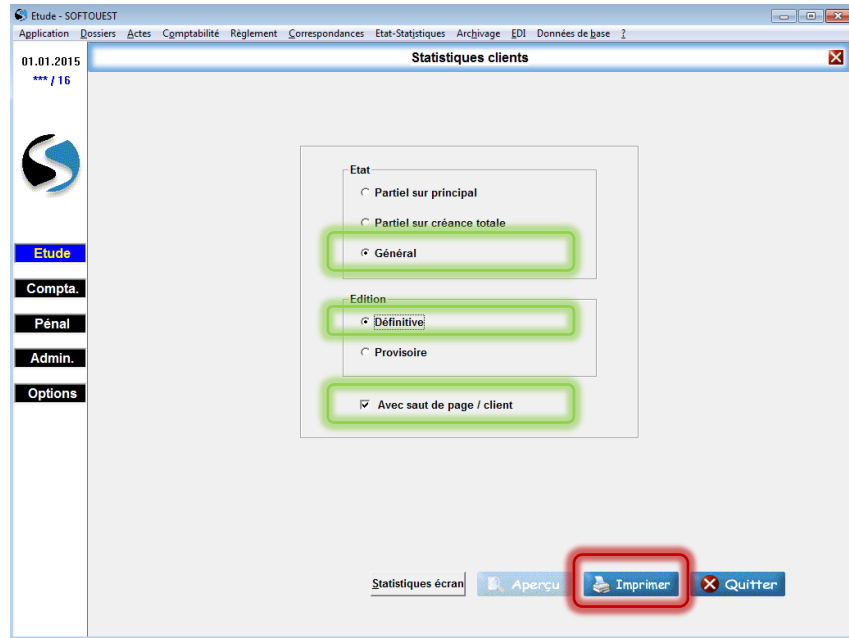 Etude - SOFTOUEST
Application Dossiers Actes Comptabilité Règlement Correspondances Etat-Statistiques Archivage EDI Données de base ?
01.01.2015
Statistiques clients
*** / 16
Etat
Partiel sur principal
Partiel sur créance totale
Général
Etude
Compta.
Edition
Définitive
Pénal
Provisoire
Admin.
Options
Avec saut de page / client
Statistiques écran Aperçu Imprimer Quitter